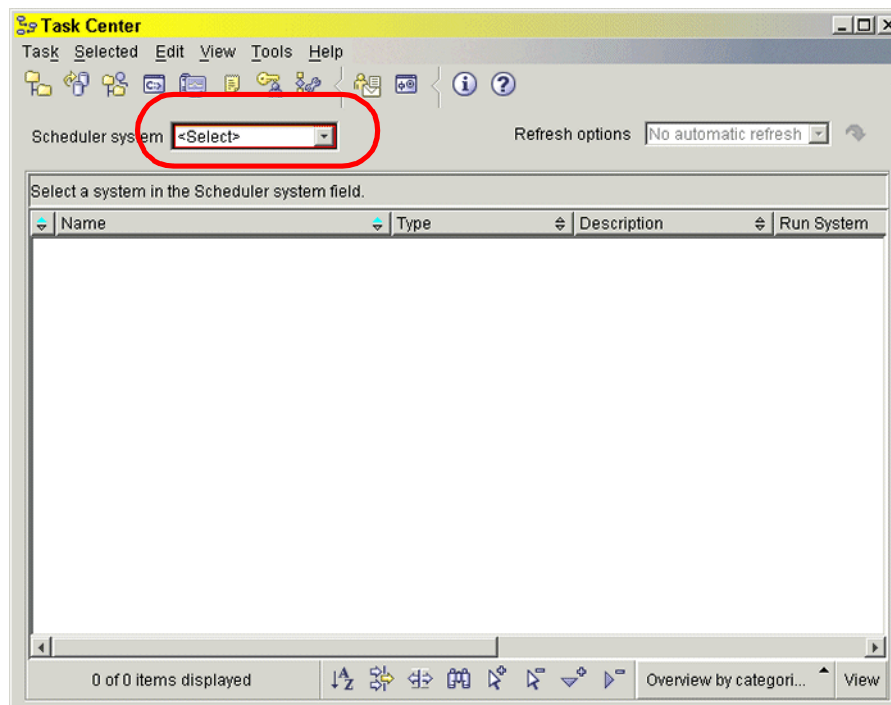 Task Center
Task Selected Edit View Tools Help
Scheduler system <Select> Refresh options No automatic refresh
Select a system in the Scheduler system field.
Name Type Description Run System
0 of 0 items displayed Overview by categori... View